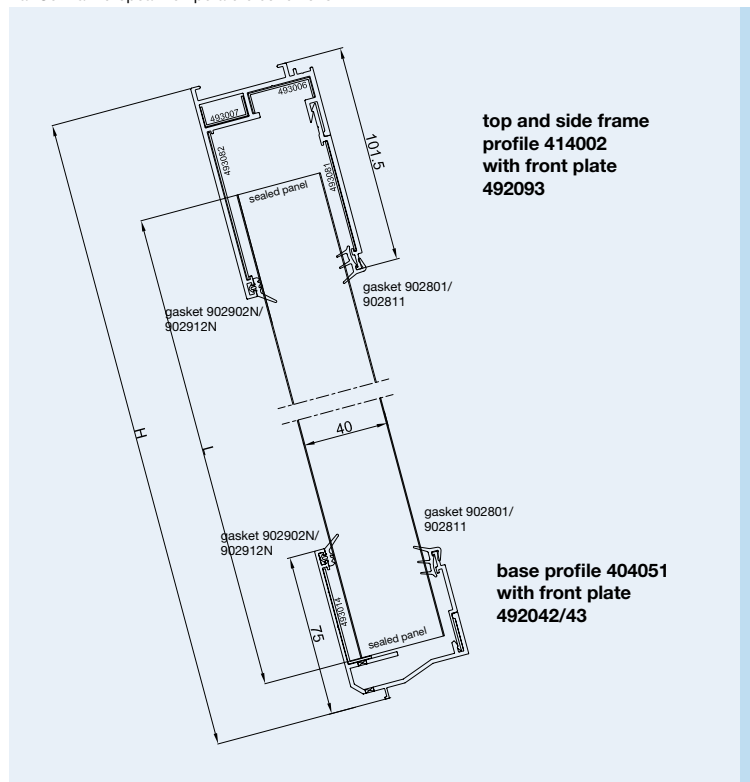 493006
493007
493082
493081
101.5
sealed panel
top and side frame
profile 414002
with front plate
492093
gasket 902801/
902811
gasket 902902N/
902912N
H
L
40
gasket 902801/
902811
gasket 902902N/
902912N
493014
75
sealed panel
base profile 404051
with front plate
492042/43